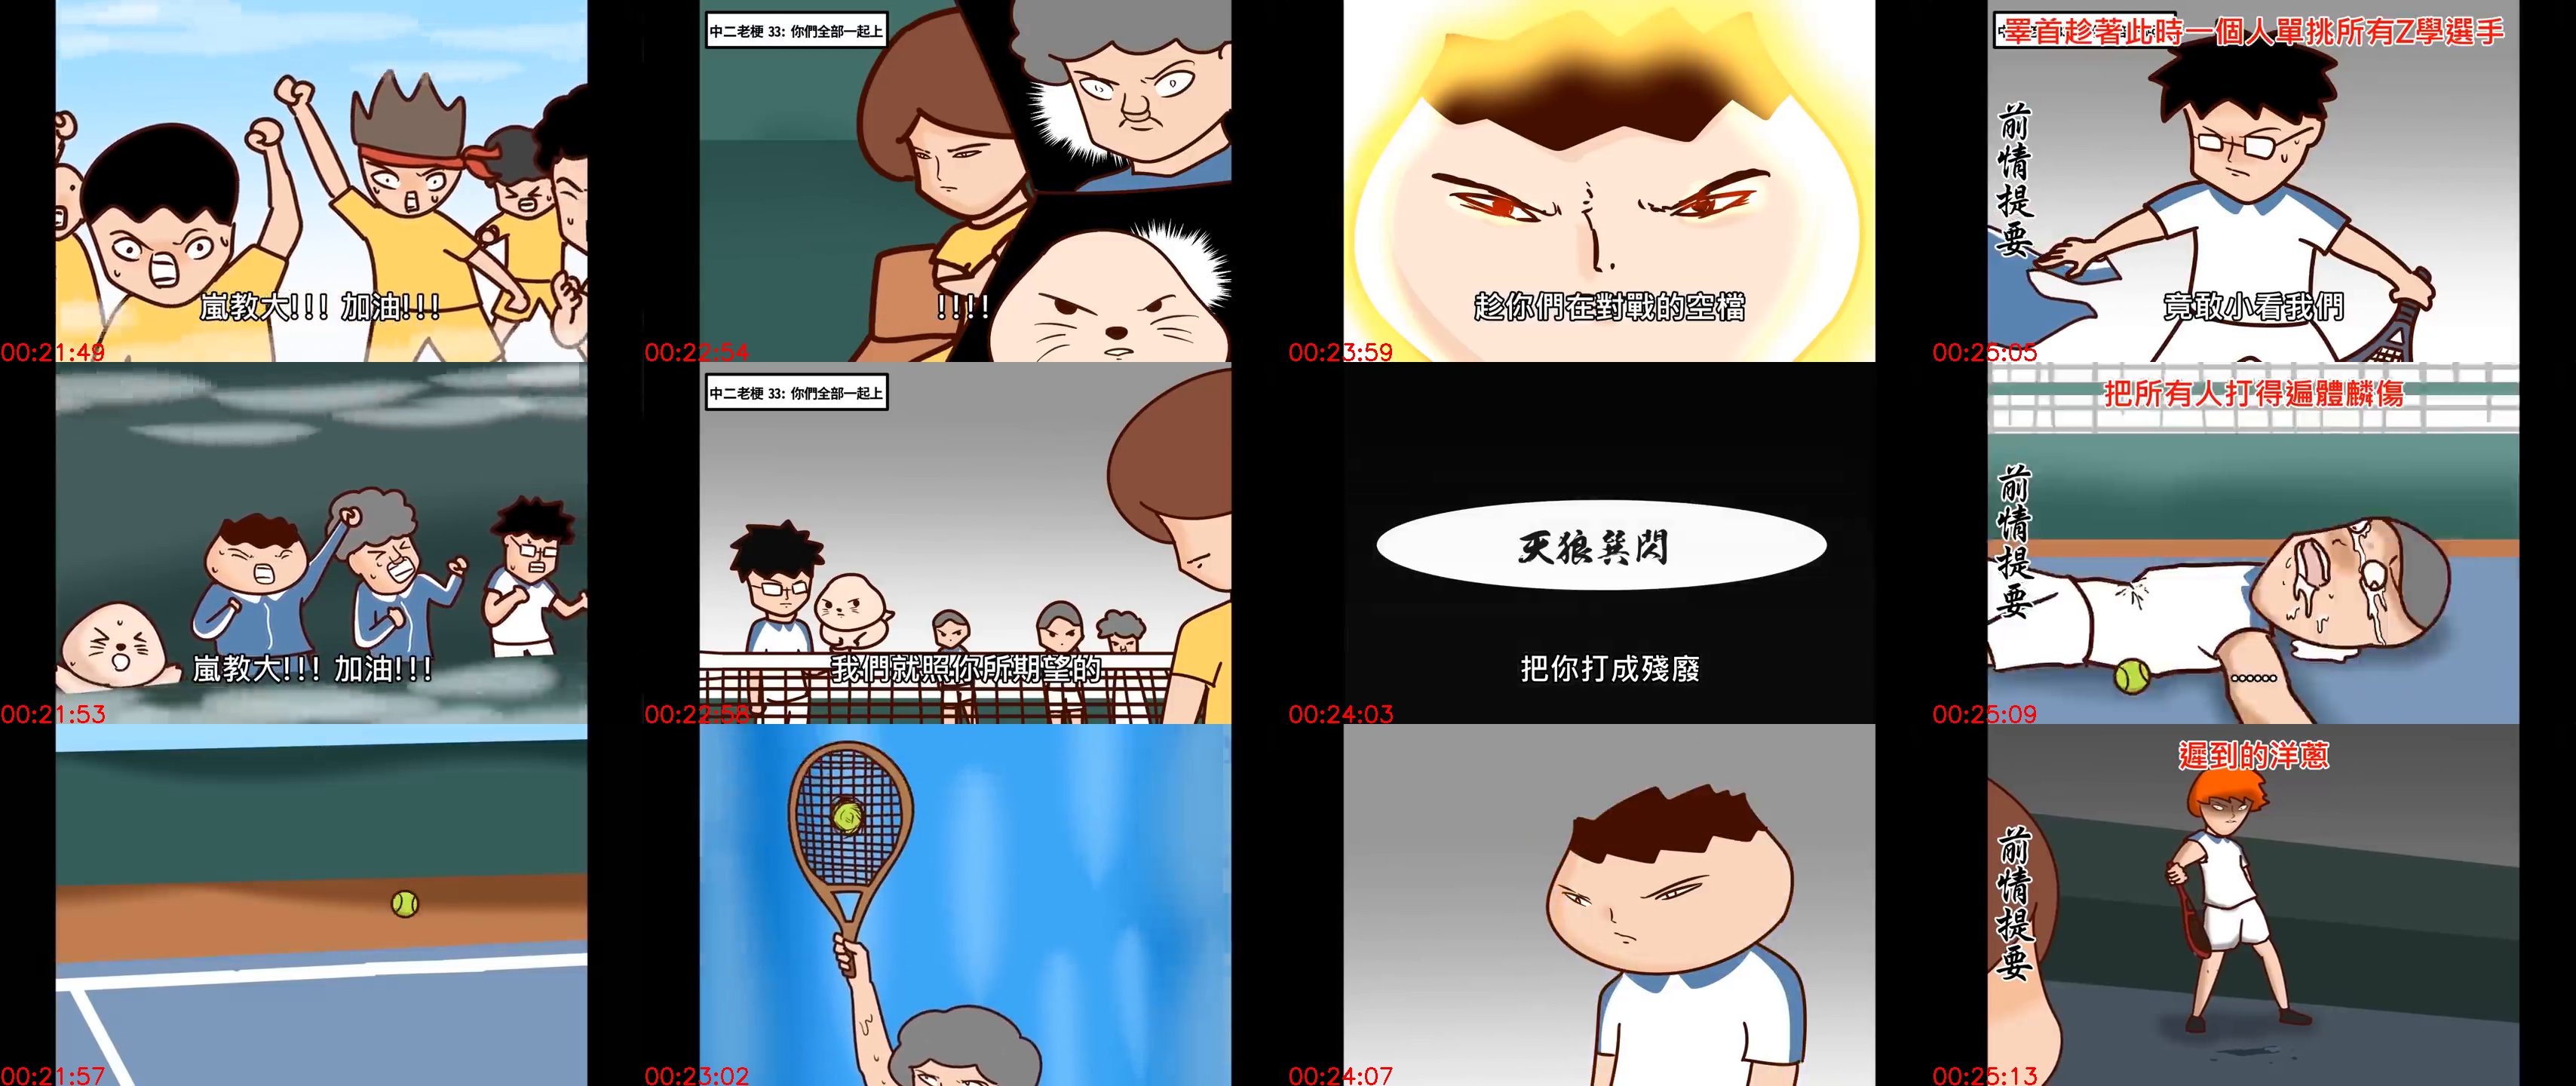 嵐教大!!! 加油!!!
00:21:49
中二老梗 33: 你們全部一起上
!!!!
00:22:54
趁你們在對戰的空檔
00:23:59
睪首趁著此時一個人單挑所有Z學選手
前情提要
竟敢小看我們
00:25:05
嵐教大!!! 加油!!!
00:21:53
中二老梗 33: 你們全部一起上
我們就照你所期望的
00:22:58
天狼巽閃
把你打成殘廢
00:24:03
把所有人打得遍體麟傷
前情提要
......
00:25:09
00:21:57
00:23:02
00:24:07
遲到的洋蔥
前情提要
00:25:13